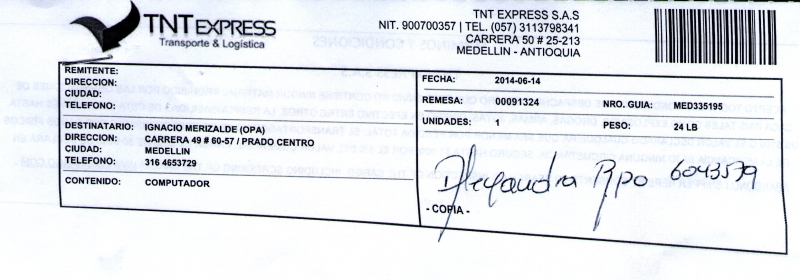 TNT EXPRESS
Transporte & Logística
TNT EXPRESS S.A.S
NIT. 900700357 | TEL. (057) 3113798341
CARRERA 50 # 25-213
MEDELLIN - ANTIOQUIA
REMITENTE:
DIRECCION:
CIUDAD:
TELEFONO:
DESTINATARIO: IGNACIO MERIZALDE (OPA)
DIRECCION: CARRERA 49 # 60-57 / PRADO CENTRO
CIUDAD: MEDELLIN
TELEFONO: 316 4653729
CONTENIDO: COMPUTADOR
FECHA: 2014-06-14
REMESA: 00091324 NRO. GUIA: MED335195
UNIDADES: 1 PESO: 24 LB
Alexandra Rpo 6043579
- COPIA -